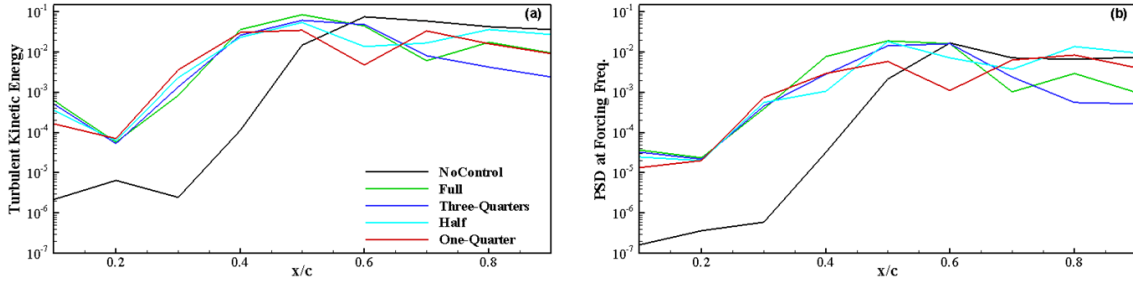 (a)
Turbulent Kinetic Energy
10⁻¹
10⁻²
10⁻³
10⁻⁴
10⁻⁵
10⁻⁶
10⁻⁷
NoControl
Full
Three-Quarters
Half
One-Quarter
0.2
0.4
0.6
0.8
x/c
(b)
PSD at Forcing Freq.
10⁻¹
10⁻²
10⁻³
10⁻⁴
10⁻⁵
10⁻⁶
10⁻⁷
0.2
0.4
0.6
0.8
x/c